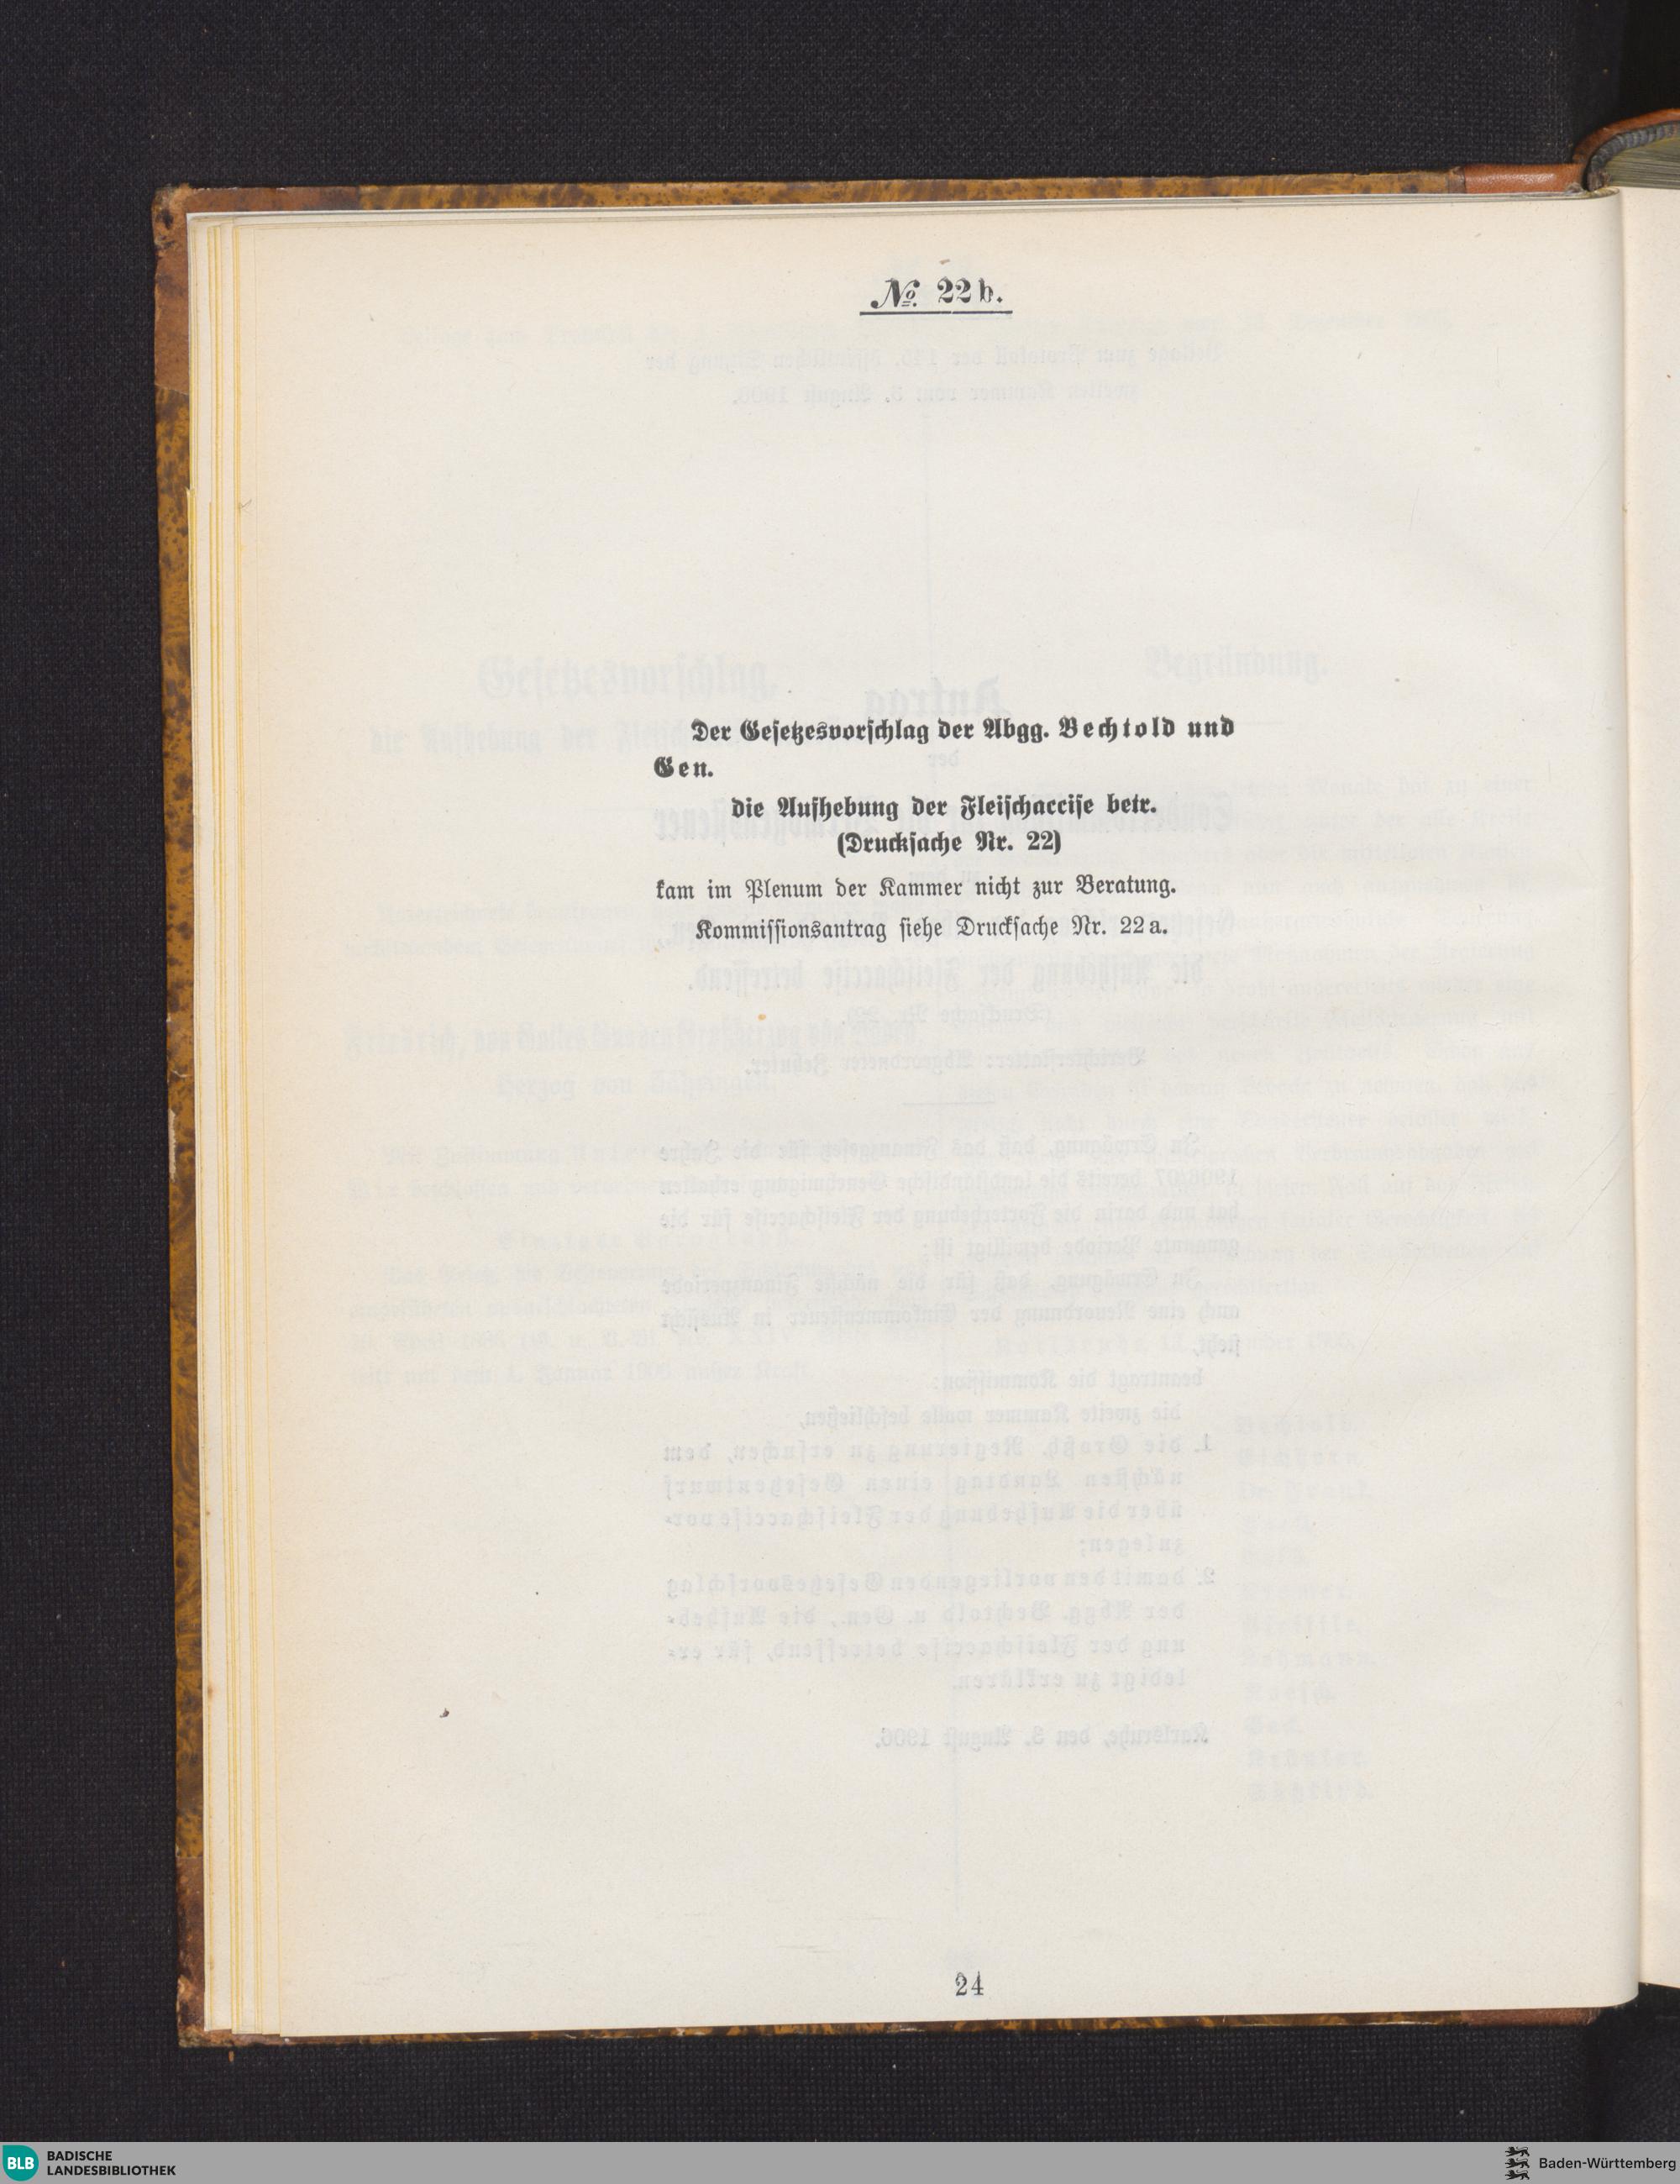 № 22 b.
Der Gesetzesvorschlag der Abgg. Bechtold und
Gen.
die Aufhebung der Fleischaccise betr.
(Drucksache Nr. 22)
kam im Plenum der Kammer nicht zur Beratung.
Kommissionsantrag siehe Drucksache Nr. 22 a.
24
BLB BADISCHE
LANDESBIBLIOTHEK
Baden-Württemberg